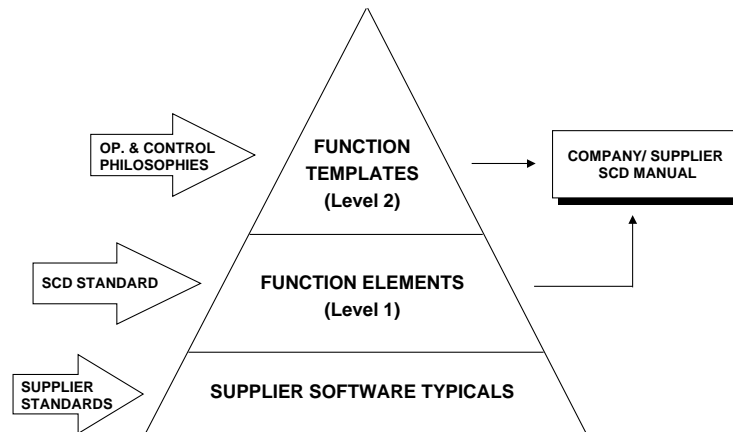 OP. & CONTROL
PHILOSOPHIES
FUNCTION
TEMPLATES
(Level 2)
COMPANY/ SUPPLIER
SCD MANUAL
SCD STANDARD
FUNCTION ELEMENTS
(Level 1)
SUPPLIER
STANDARDS
SUPPLIER SOFTWARE TYPICALS